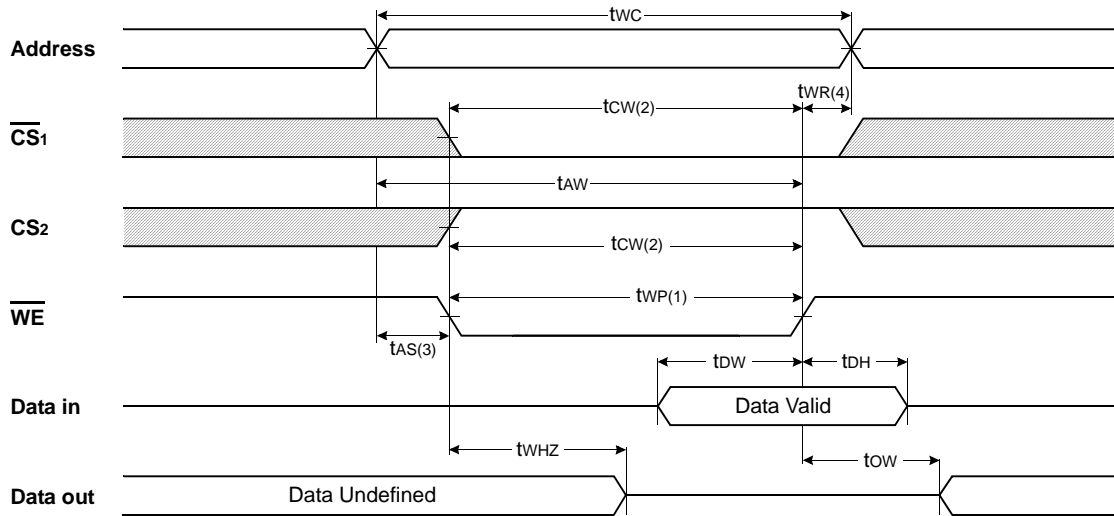 tWC
Address
tCW(2)
tWR(4)
CS1
tAW
CS2
tCW(2)
tWP(1)
WE
tAS(3)
tDW
tDH
Data in
Data Valid
tWHZ
tOW
Data out
Data Undefined